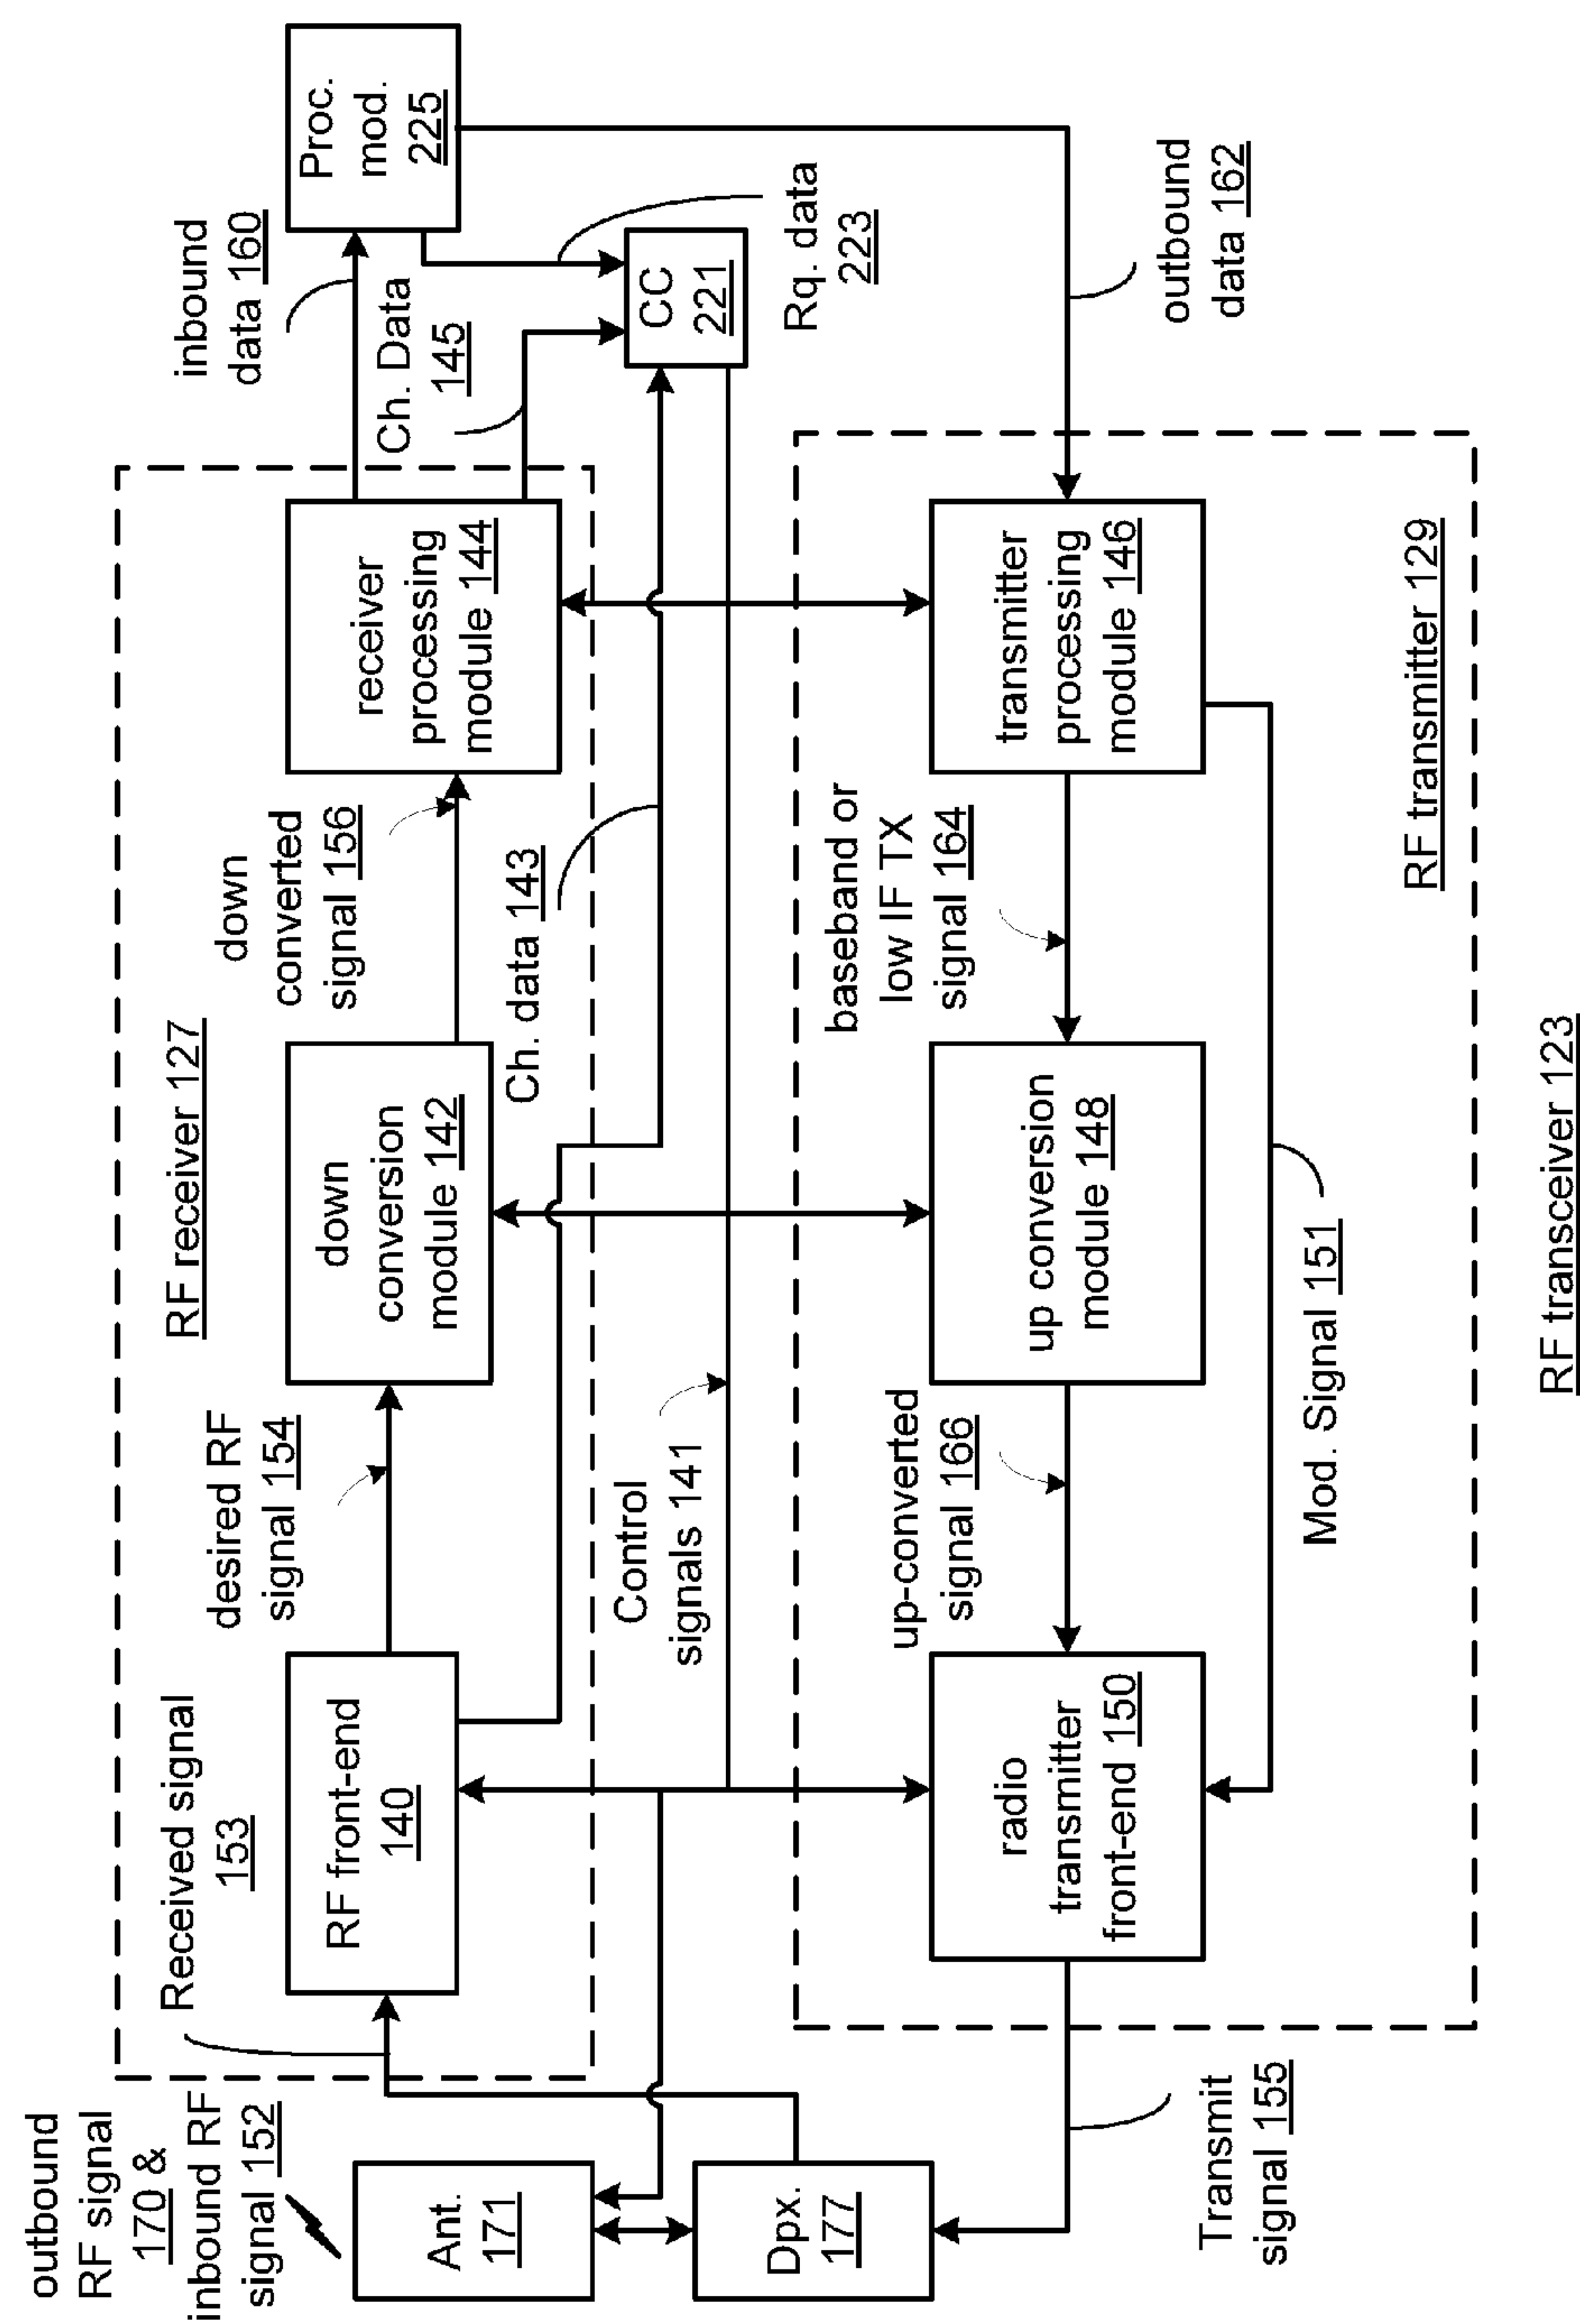 outbound
RF signal
170 &
inbound RF
signal 152
Ant.
171
Dpx.
177
Transmit
signal 155
Received signal
153
RF receiver 127
RF front-end
140
desired RF
signal 154
down
conversion
module 142
down
converted
signal 156
receiver
processing
module 144
inbound
data 160
Proc.
mod.
225
Ch. Data
145
Ch. data 143
CC
221
Rq. data
223
Control
signals 141
radio
transmitter
front-end 150
up-converted
signal 166
up conversion
module 148
baseband or
low IF TX
signal 164
transmitter
processing
module 146
outbound
data 162
Mod. Signal 151
RF transmitter 129
RF transceiver 123